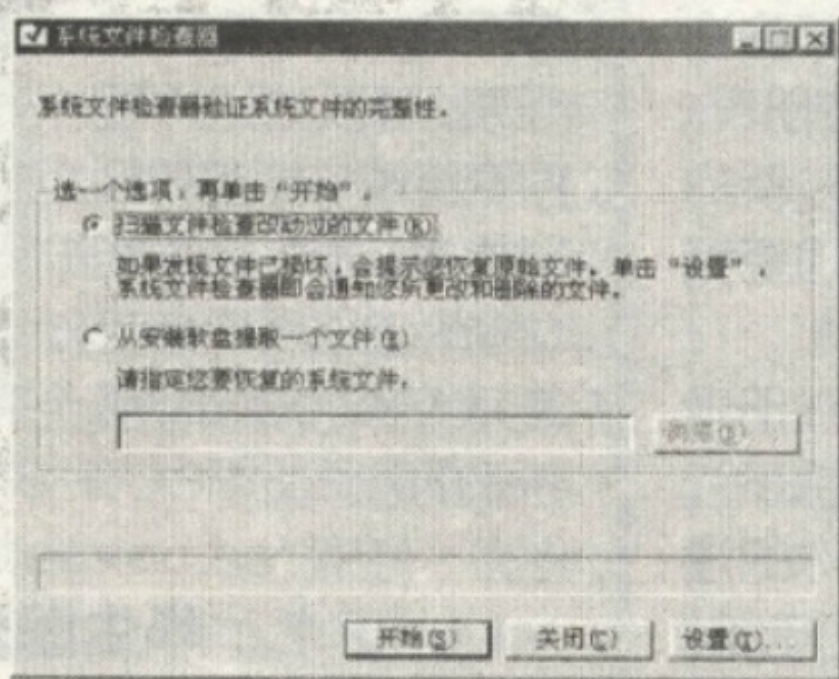 系统文件检查器
系统文件检查器验证系统文件的完整性。
选一个选项，再单击“开始”。
扫描文件检查改动过的文件(R)
如果发现文件已损坏，会提示您恢复原始文件。单击“设置”，
系统文件检查器即会通知您所更改和删除的文件。
从安装软盘提取一个文件(E)
请指定您要恢复的系统文件。
浏览
开始(S)
关闭(C)
设置(T)...